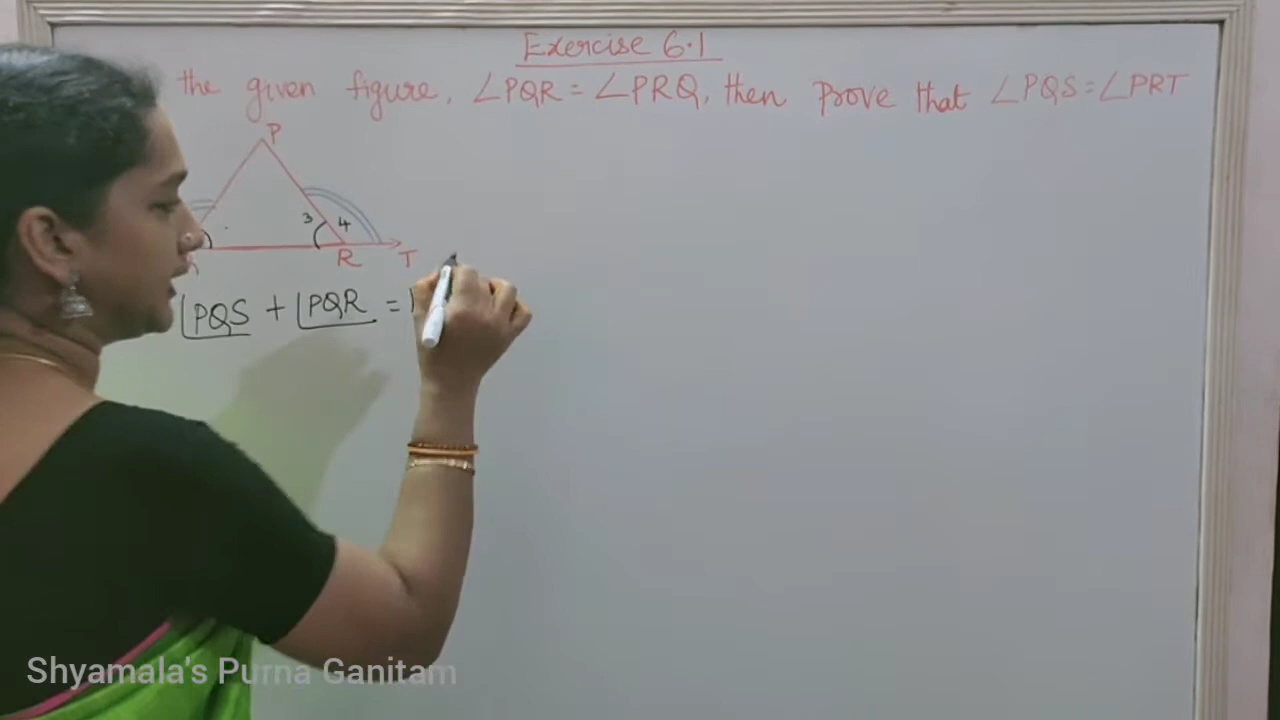 Exercise 6.1
the given figure, ∠PQR = ∠PRQ, then prove that ∠PQS = ∠PRT
P
3 4
R T
∠PQS + ∠PQR =
Shyamala's Purna Ganitam